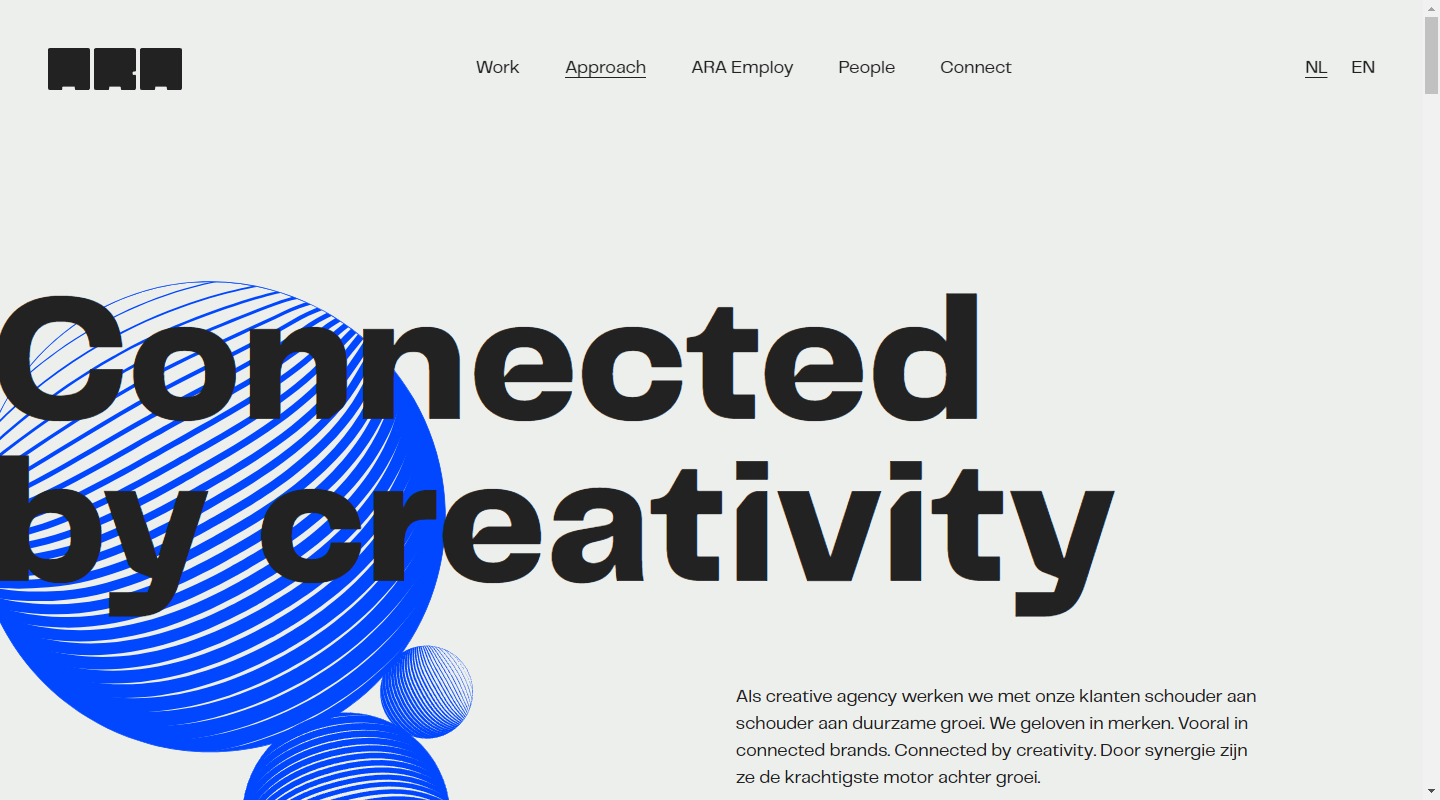 ARA
Work Approach ARA Employ People Connect NL EN
Connected
by creativity
Als creative agency werken we met onze klanten schouder aan
schouder aan duurzame groei. We geloven in merken. Vooral in
connected brands. Connected by creativity. Door synergie zijn
ze de krachtigste motor achter groei.